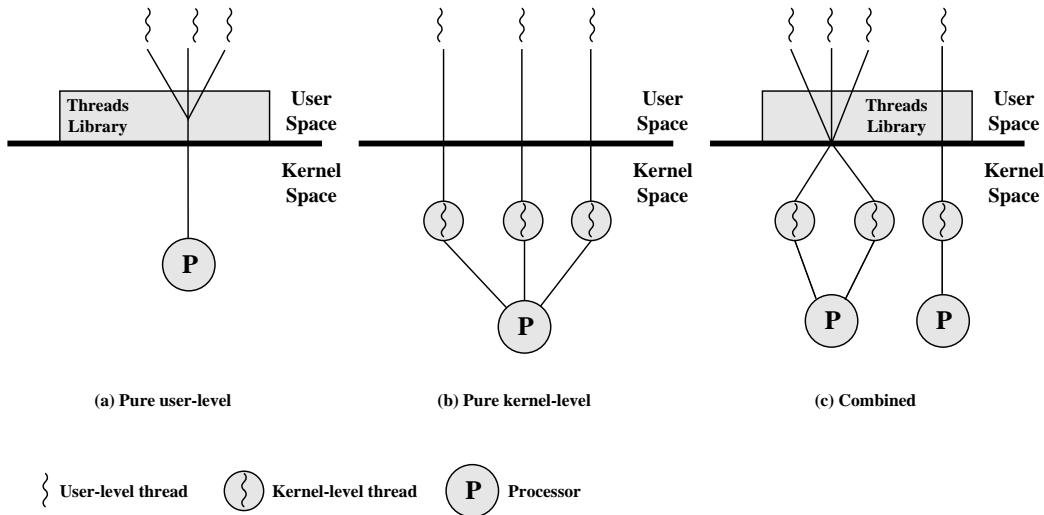 Threads
Library
User
Space
Kernel
Space
P
(a) Pure user-level
User
Space
Kernel
Space
P
(b) Pure kernel-level
Threads
Library
User
Space
Kernel
Space
P
P
(c) Combined
User-level thread
Kernel-level thread
P
Processor